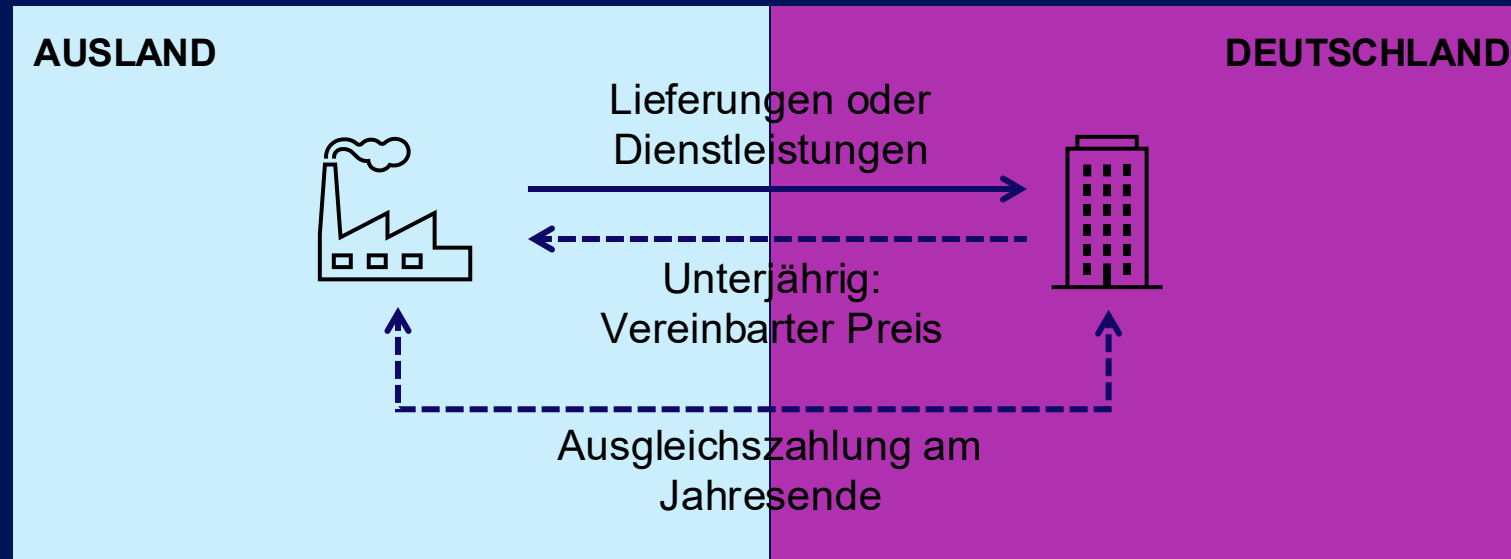 AUSLAND
DEUTSCHLAND
Lieferungen oder
Dienstleistungen
Unterjährig:
Vereinbarter Preis
Ausgleichszahlung am
Jahresende